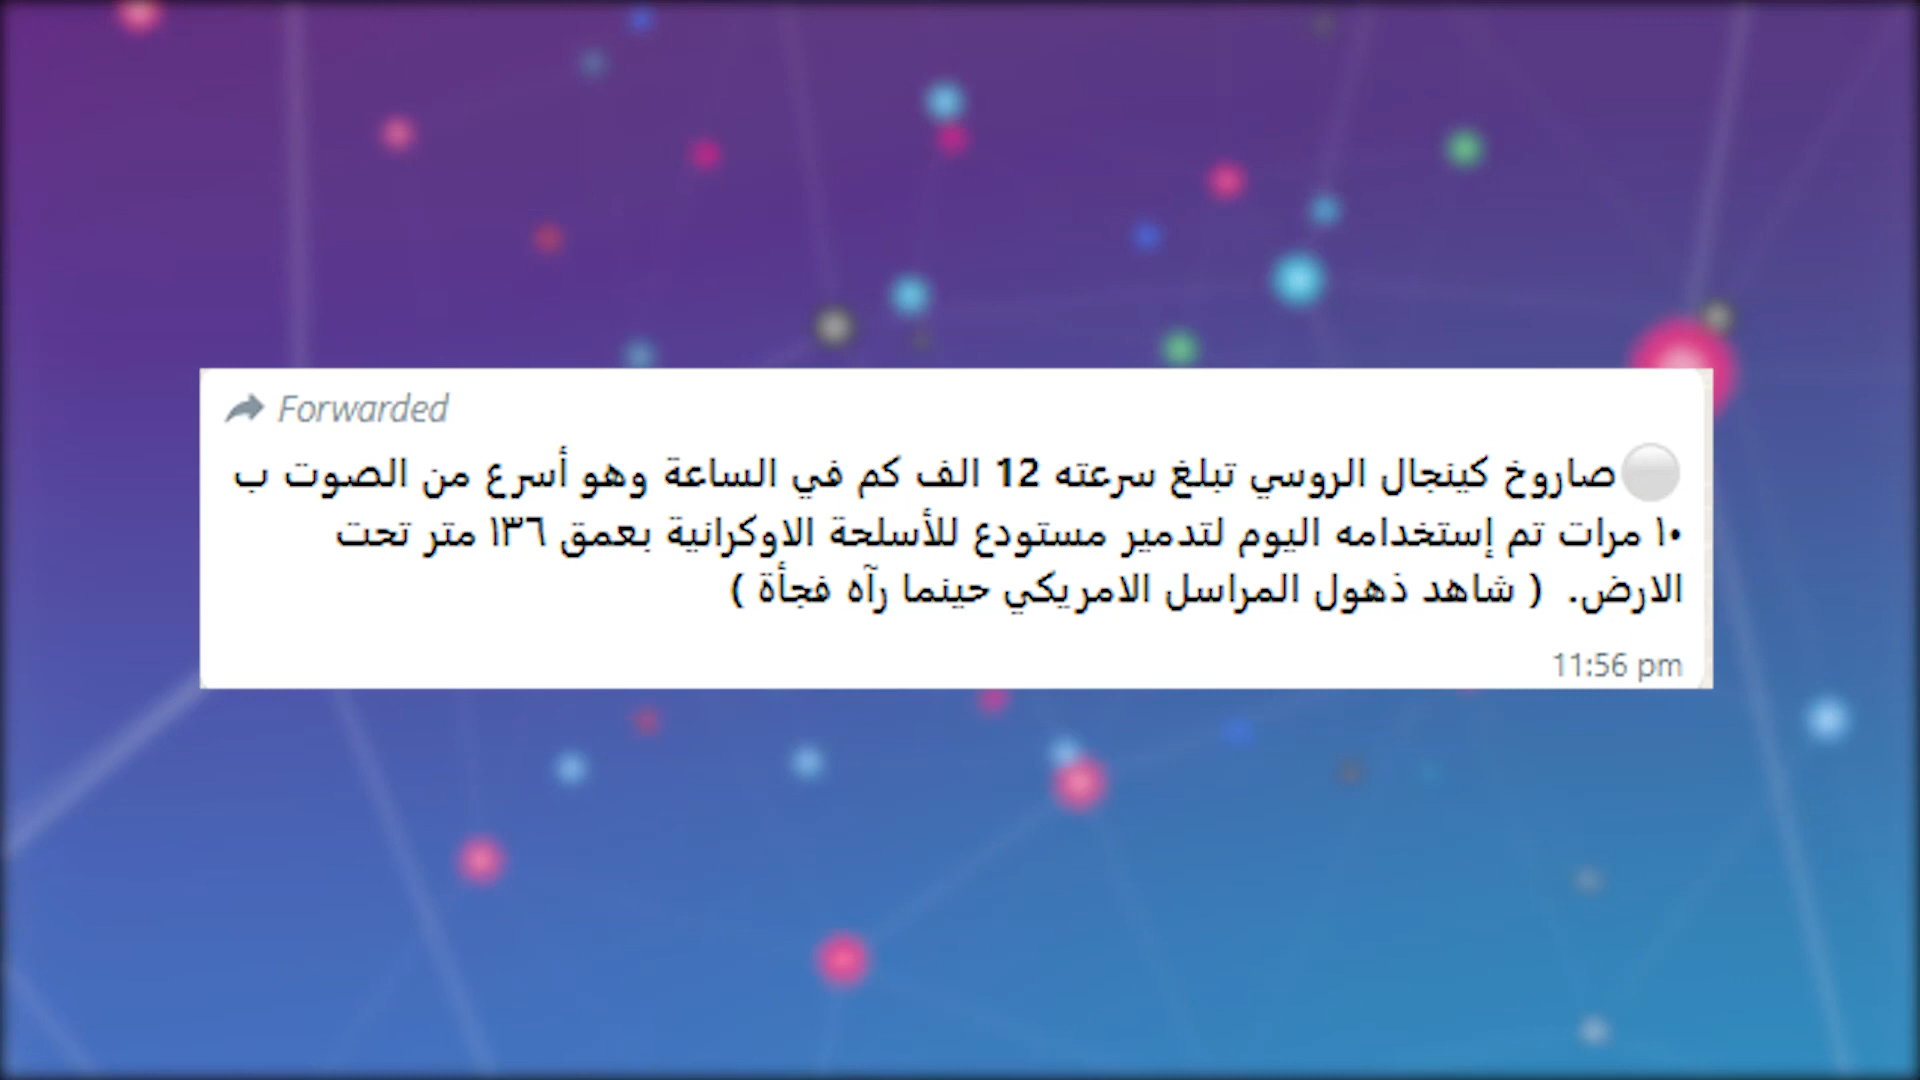 Forwarded
صاروخ كينجال الروسي تبلغ سرعته 12 الف كم في الساعة وهو أسرع من الصوت ب
١٠ مرات تم إستخدامه اليوم لتدمير مستودع للأسلحة الاوكرانية بعمق ١٣٦ متر تحت
الارض. ( شاهد ذهول المراسل الامريكي حينما رآه فجأة )
11:56 pm